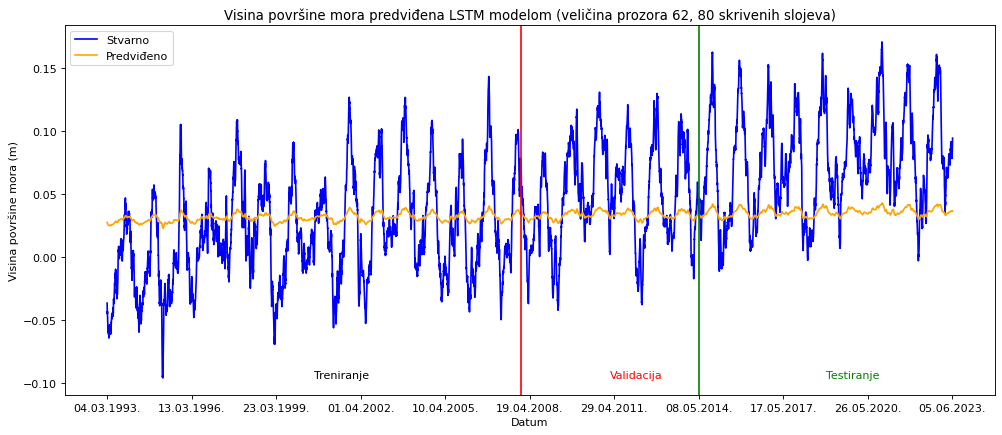 Visina površine mora predviđena LSTM modelom (veličina prozora 62, 80 skrivenih slojeva)
Stvarno
Predviđeno
Visina površine mora (m)
0.15
0.10
0.05
0.00
−0.05
−0.10
Treniranje
Validacija
Testiranje
04.03.1993.
13.03.1996.
23.03.1999.
01.04.2002.
10.04.2005.
19.04.2008.
29.04.2011.
08.05.2014.
17.05.2017.
26.05.2020.
05.06.2023.
Datum